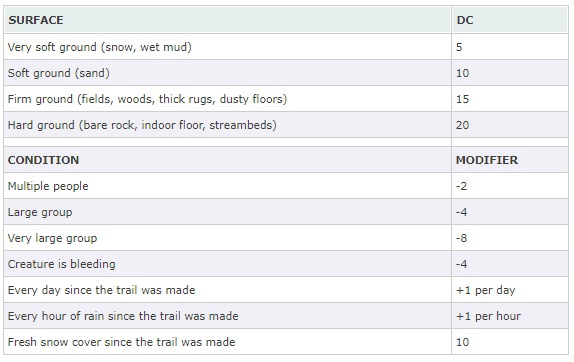 SURFACE DC
Very soft ground (snow, wet mud) 5
Soft ground (sand) 10
Firm ground (fields, woods, thick rugs, dusty floors) 15
Hard ground (bare rock, indoor floor, streambeds) 20
CONDITION MODIFIER
Multiple people -2
Large group -4
Very large group -8
Creature is bleeding -4
Every day since the trail was made +1 per day
Every hour of rain since the trail was made +1 per hour
Fresh snow cover since the trail was made 10